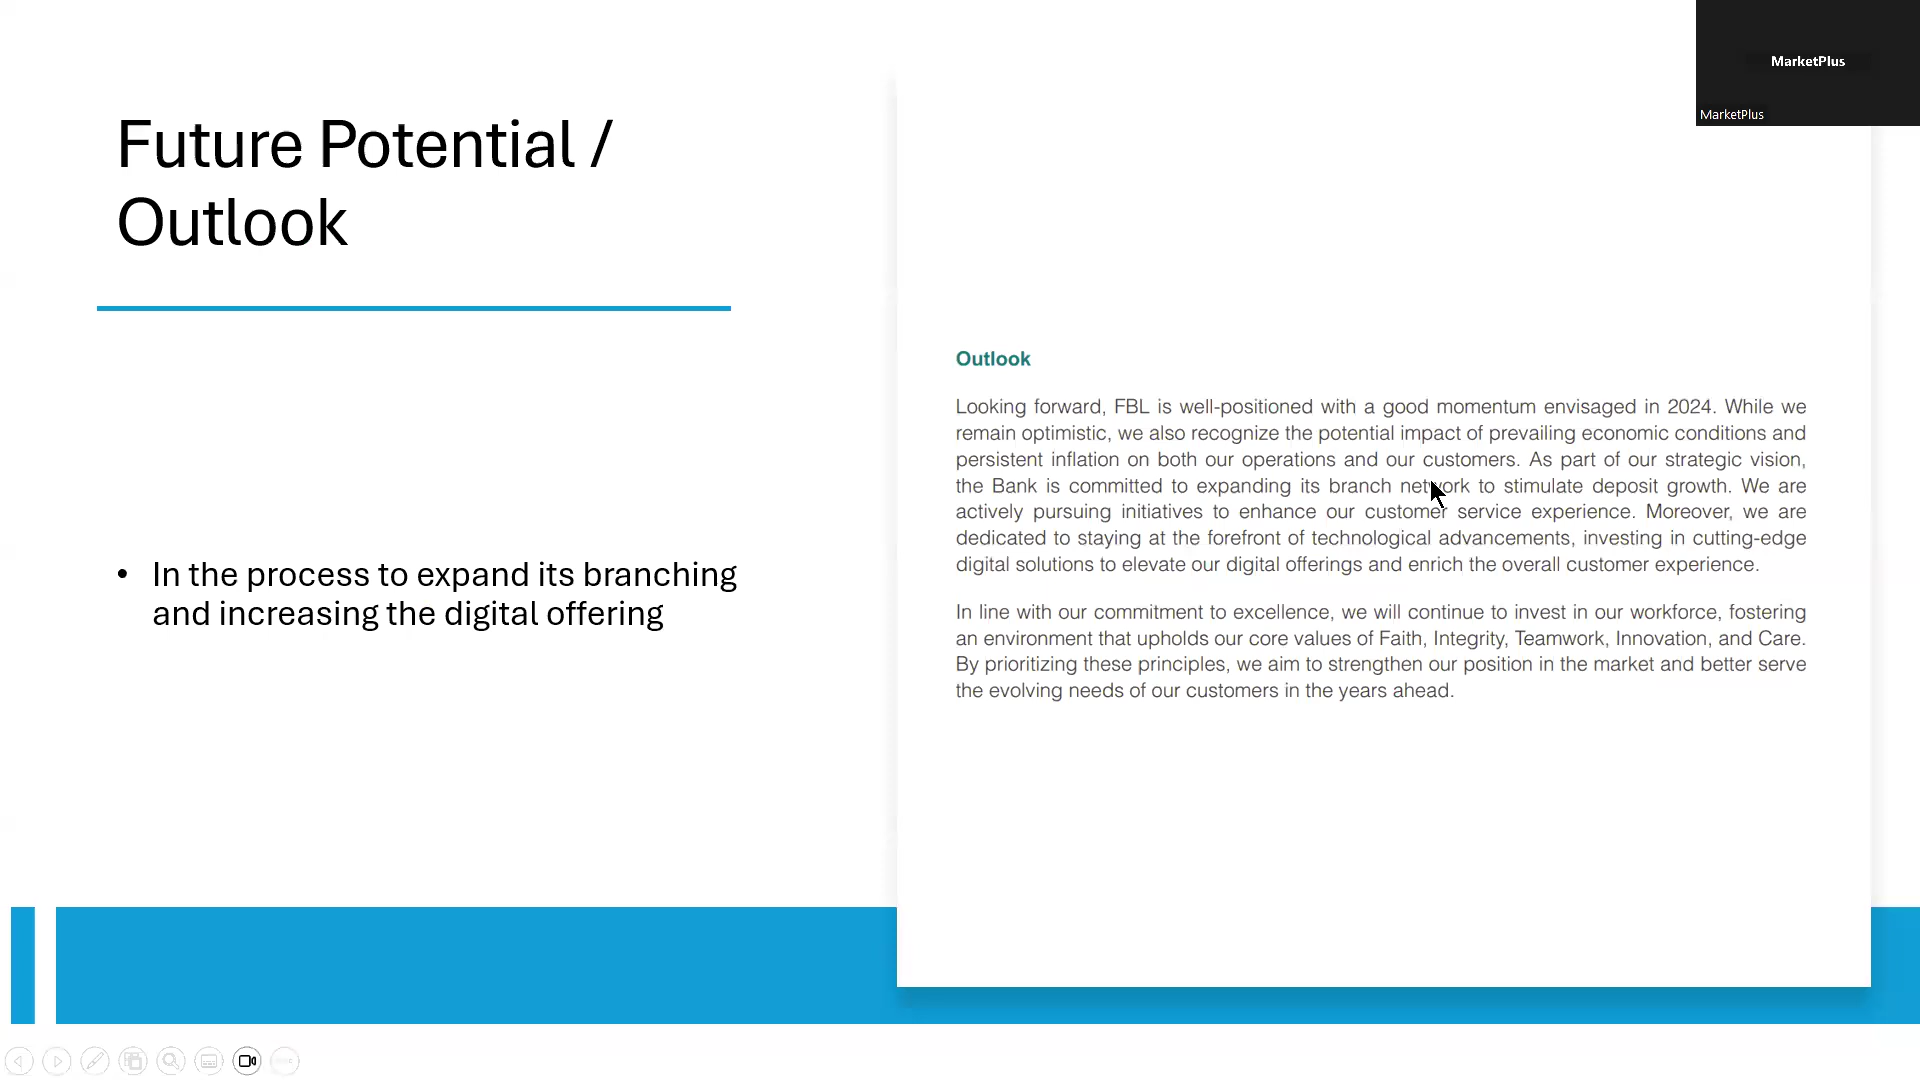 MarketPlus
MarketPlus
Future Potential /
Outlook
• In the process to expand its branching
and increasing the digital offering
Outlook
Looking forward, FBL is well-positioned with a good momentum envisaged in 2024. While we
remain optimistic, we also recognize the potential impact of prevailing economic conditions and
persistent inflation on both our operations and our customers. As part of our strategic vision,
the Bank is committed to expanding its branch network to stimulate deposit growth. We are
actively pursuing initiatives to enhance our customer service experience. Moreover, we are
dedicated to staying at the forefront of technological advancements, investing in cutting-edge
digital solutions to elevate our digital offerings and enrich the overall customer experience.
In line with our commitment to excellence, we will continue to invest in our workforce, fostering
an environment that upholds our core values of Faith, Integrity, Teamwork, Innovation, and Care.
By prioritizing these principles, we aim to strengthen our position in the market and better serve
the evolving needs of our customers in the years ahead.